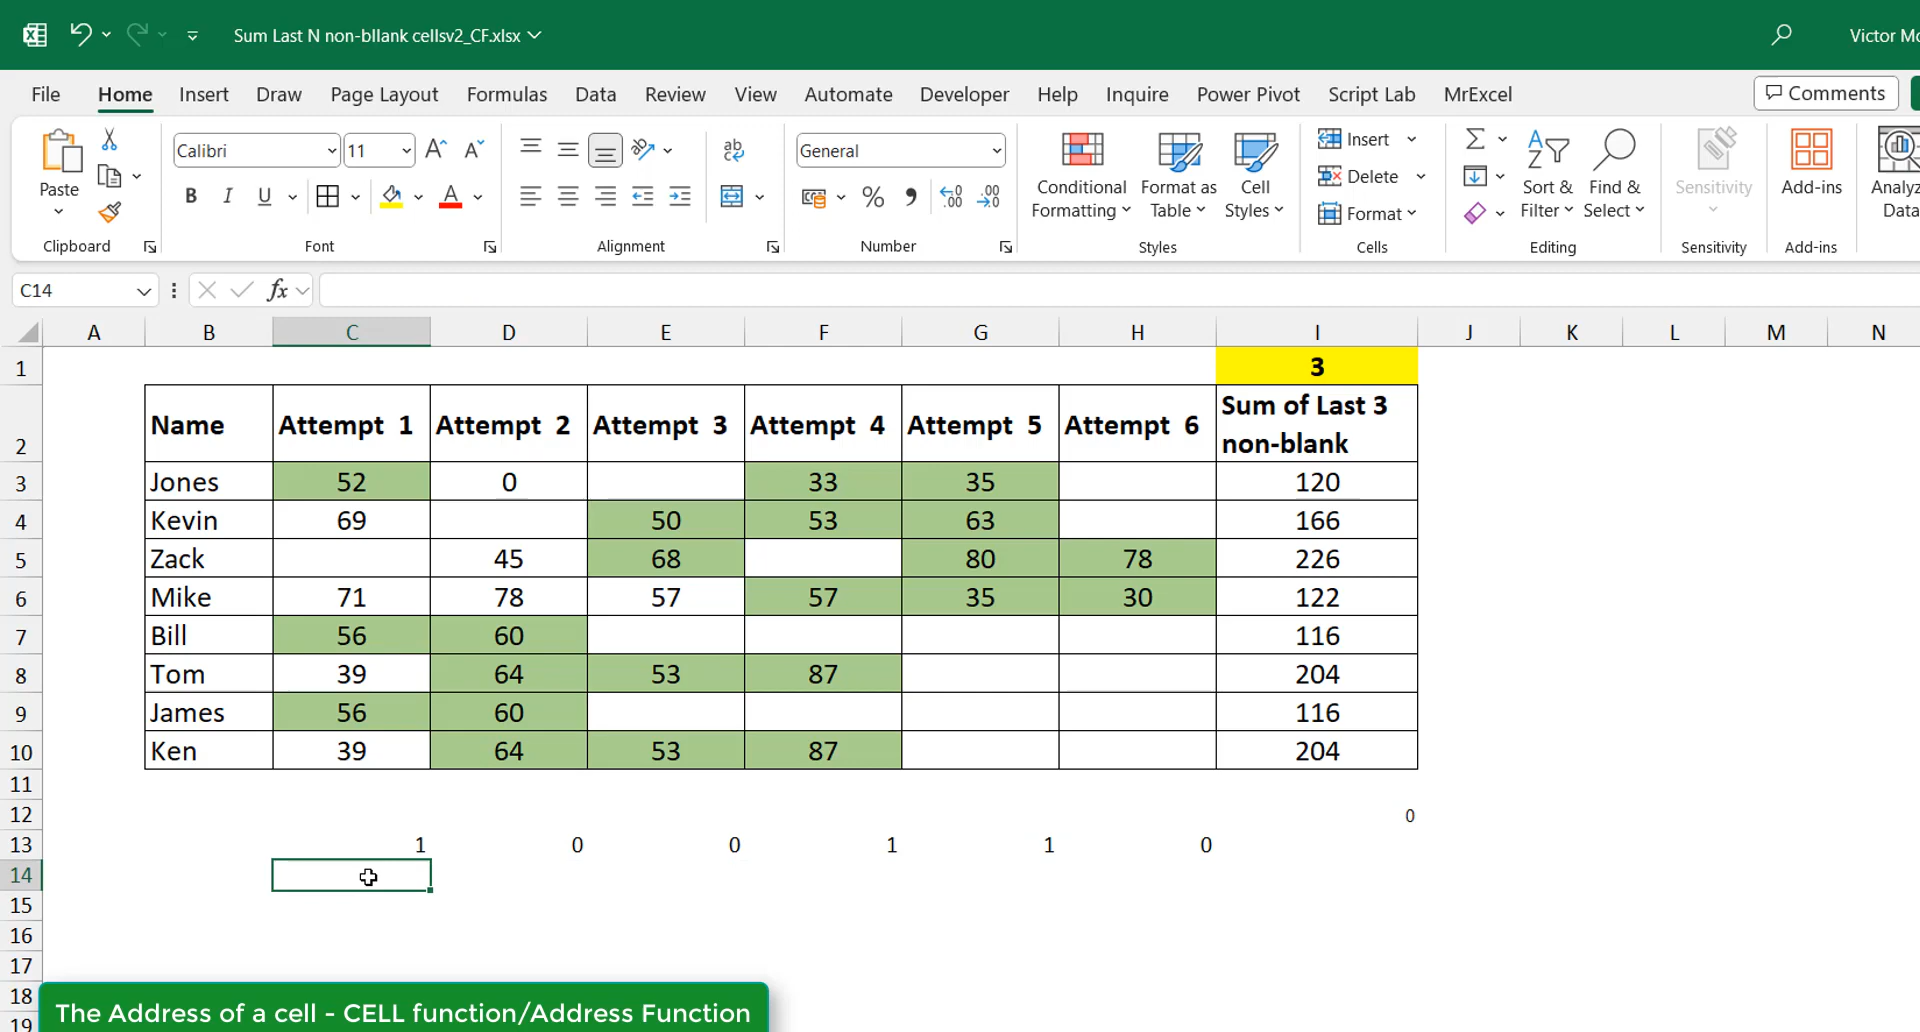 Sum Last N non-bllank cellsv2_CF.xlsx
Victor Mo
File Home Insert Draw Page Layout Formulas Data Review View Automate Developer Help Inquire Power Pivot Script Lab MrExcel Comments
Paste
Calibri 11
General
Conditional Formatting
Format as Table
Cell Styles
Insert
Delete
Format
Sort & Filter
Find & Select
Sensitivity
Add-ins
Analyz
Data
Clipboard Font Alignment Number Styles Cells Editing Sensitivity Add-ins
C14 fx
A B C D E F G H I J K L M N
1 3
2 Name Attempt 1 Attempt 2 Attempt 3 Attempt 4 Attempt 5 Attempt 6 Sum of Last 3 non-blank
3 Jones 52 0 33 35 120
4 Kevin 69 50 53 63 166
5 Zack 45 68 80 78 226
6 Mike 71 78 57 57 35 30 122
7 Bill 56 60 116
8 Tom 39 64 53 87 204
9 James 56 60 116
10 Ken 39 64 53 87 204
11
12 0
13 1 0 0 1 1 0
14
15
16
17
18
19
The Address of a cell - CELL function/Address Function